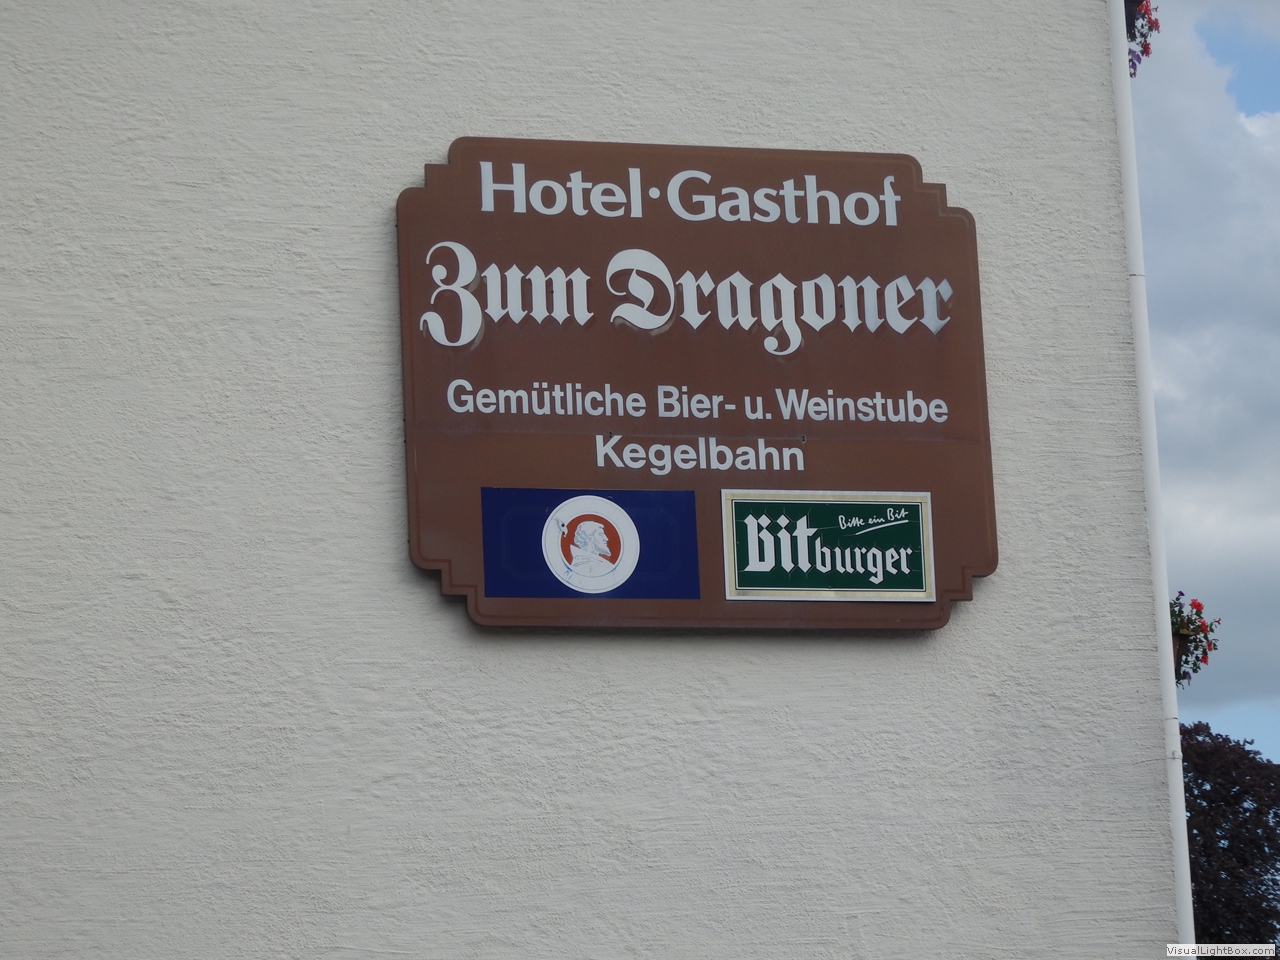 Hotel·Gasthof
Zum Dragoner
Gemütliche Bier- u. Weinstube
Kegelbahn
Bitte ein Bit
Bitburger
VisualLightBox.com